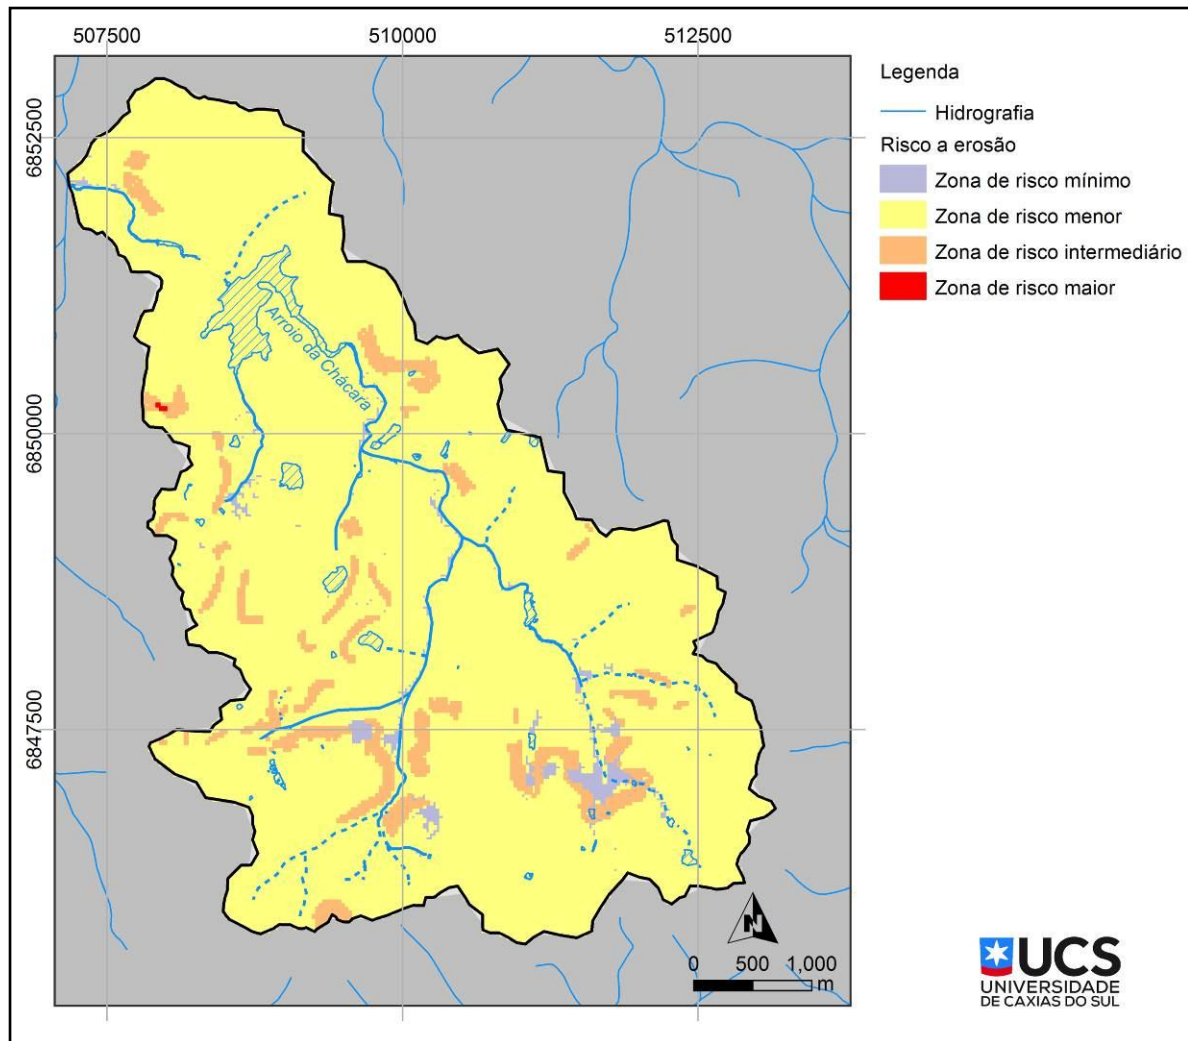 507500 510000 512500
6852500
6850000
6847500
Arroio da Chácara
N
0 500 1,000
m
Legenda
Hidrografia
Risco a erosão
Zona de risco mínimo
Zona de risco menor
Zona de risco intermediário
Zona de risco maior
UCS
UNIVERSIDADE
DE CAXIAS DO SUL